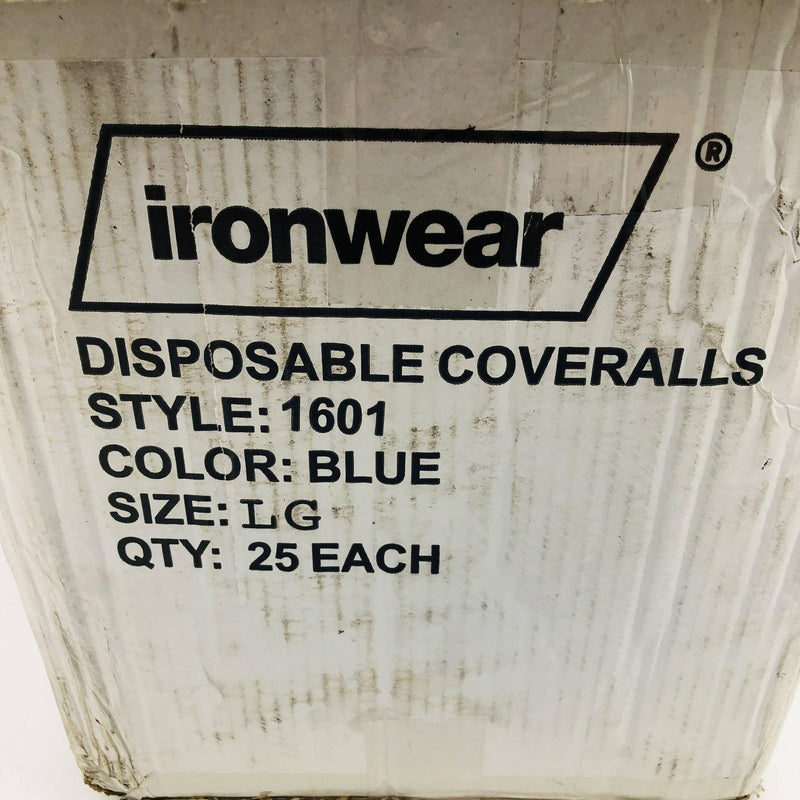 ironwear ®
DISPOSABLE COVERALLS
STYLE: 1601
COLOR: BLUE
SIZE: LG
QTY: 25 EACH